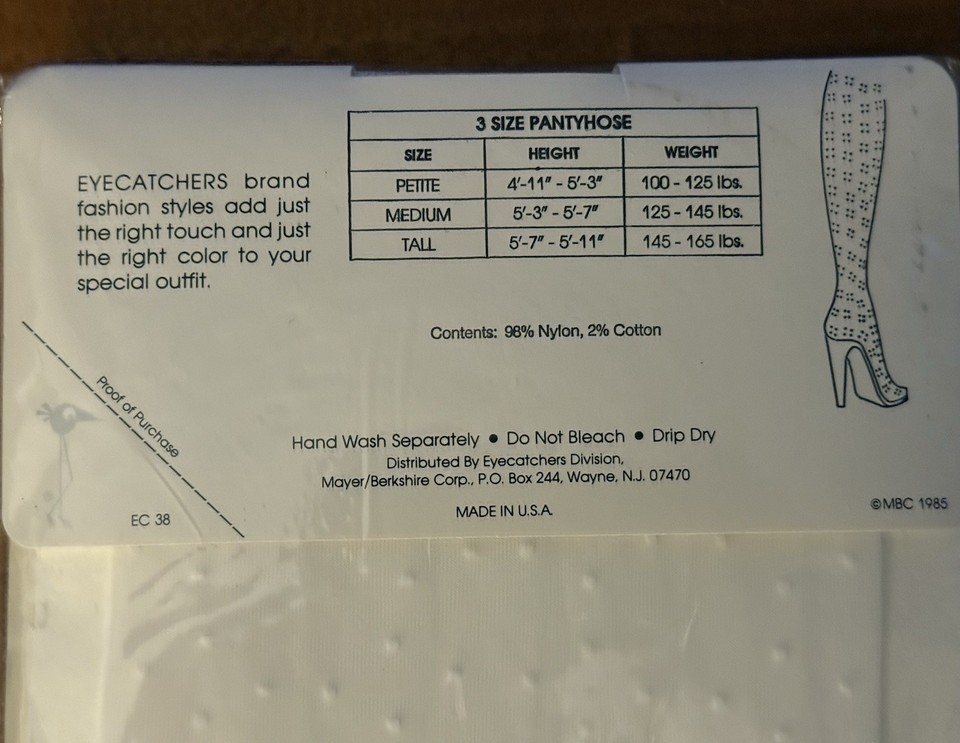 3 SIZE PANTYHOSE
SIZE HEIGHT WEIGHT
PETITE 4'-11" - 5'-3" 100 - 125 lbs.
MEDIUM 5'-3" - 5'-7" 125 - 145 lbs.
TALL 5'-7" - 5'-11" 145 - 165 lbs.
EYECATCHERS brand
fashion styles add just
the right touch and just
the right color to your
special outfit.
Contents: 98% Nylon, 2% Cotton
Proof of Purchase
EC 38
Hand Wash Separately • Do Not Bleach • Drip Dry
Distributed By Eyecatchers Division,
Mayer/Berkshire Corp., P.O. Box 244, Wayne, N.J. 07470
MADE IN U.S.A.
©MBC 1985